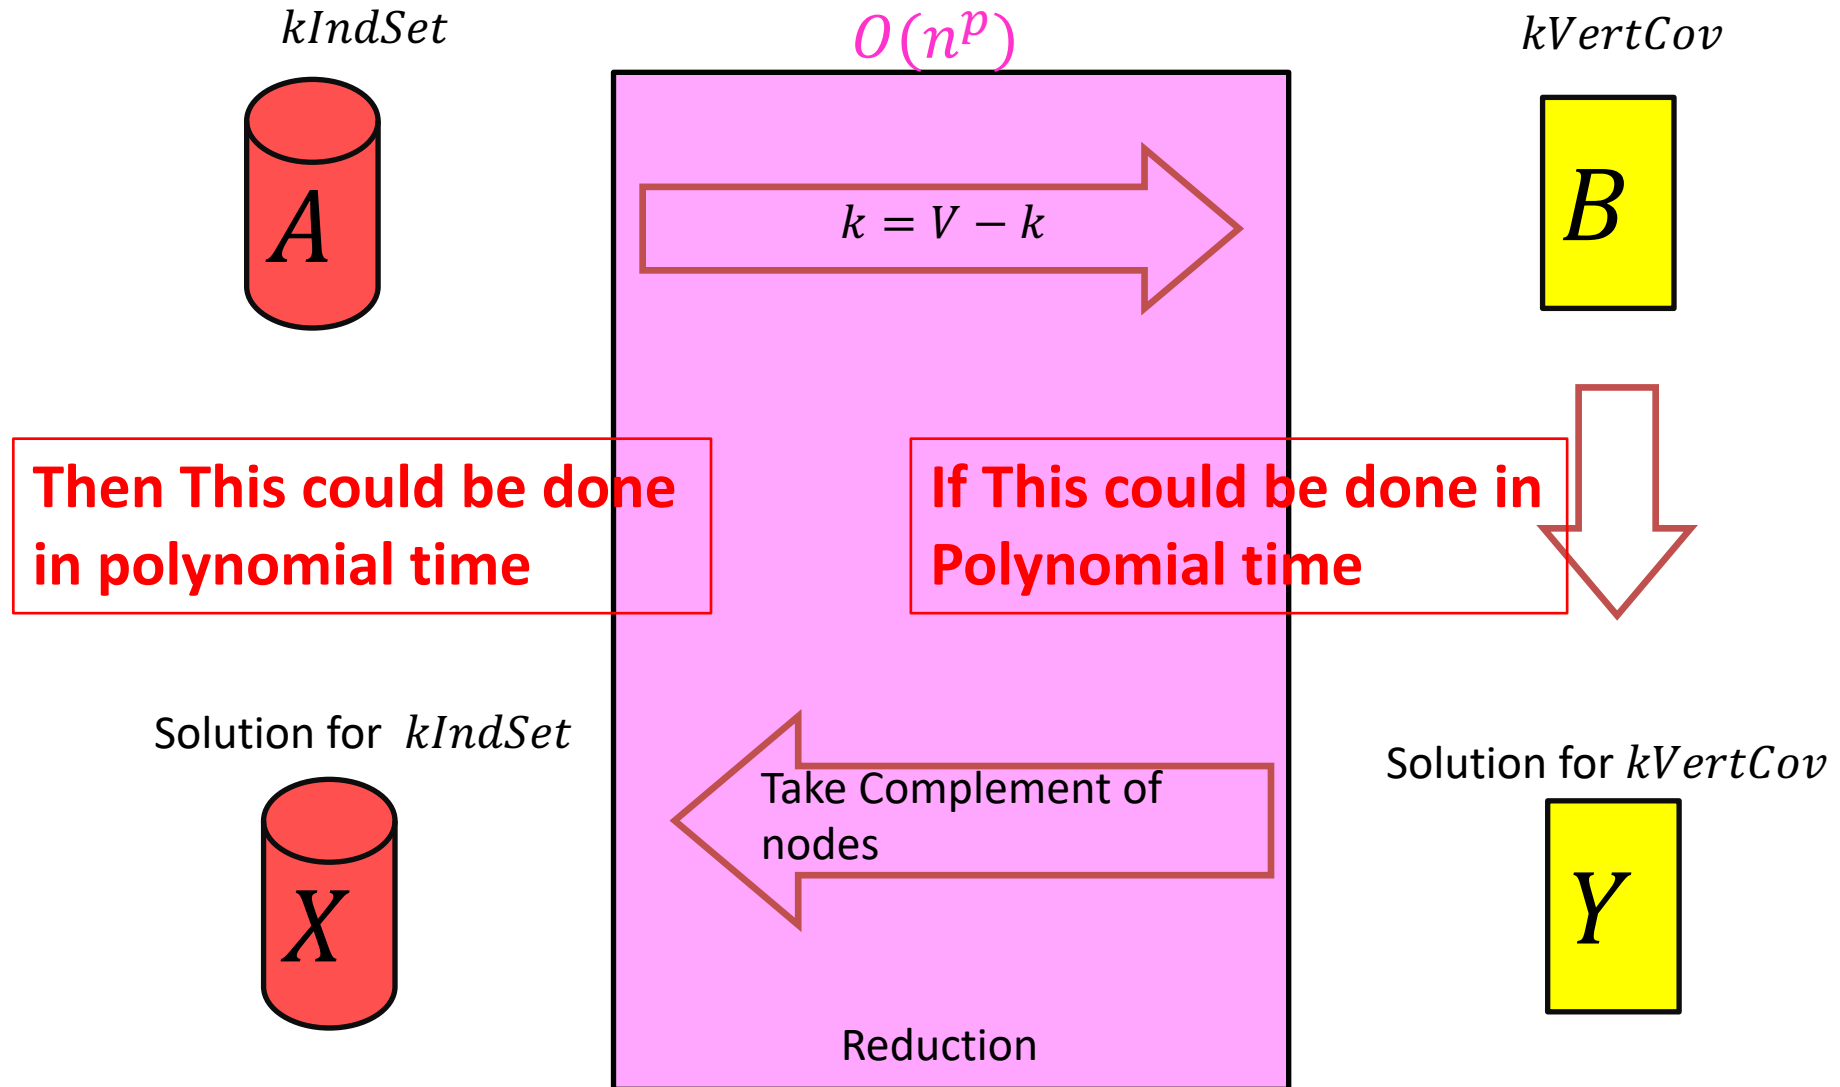 kIndSet
O(n^p)
kVertCov
A
k = V − k
B
Then This could be done
in polynomial time
If This could be done in
Polynomial time
Solution for kIndSet
Take Complement of
nodes
Solution for kVertCov
X
Y
Reduction